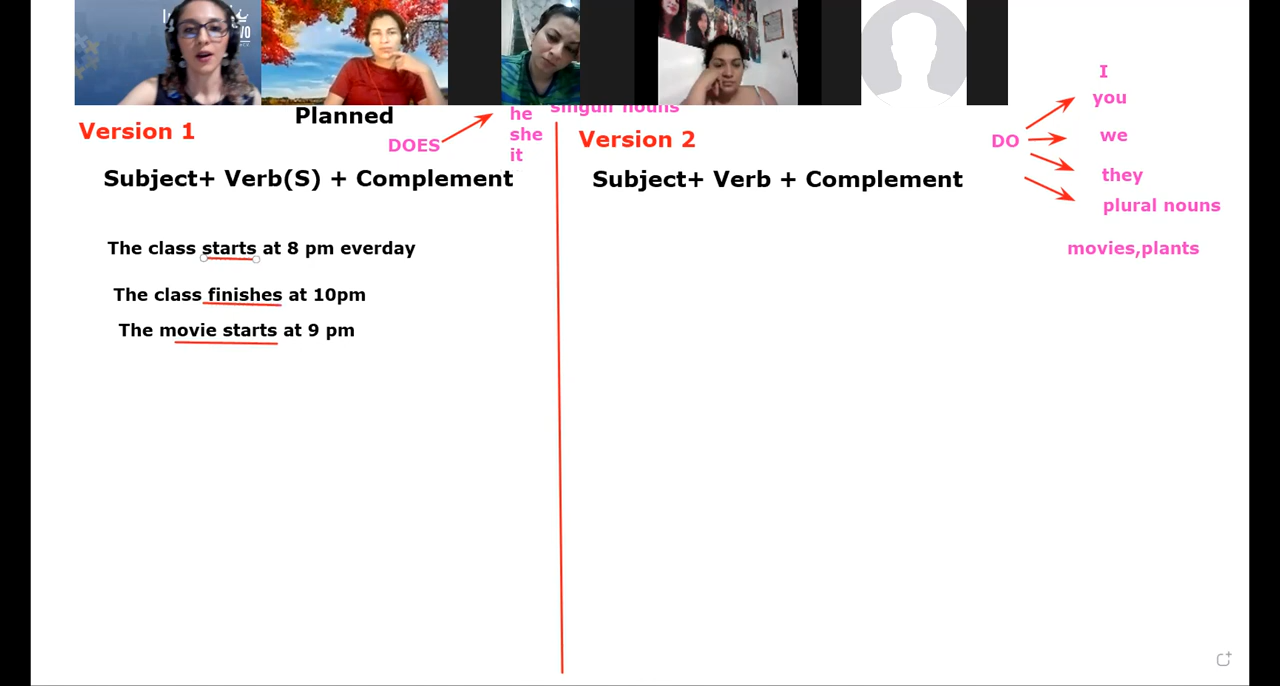 Planned
Version 1
DOES
he
she
it
singulr nouns
Subject+ Verb(S) + Complement
The class starts at 8 pm everday
The class finishes at 10pm
The movie starts at 9 pm
Version 2
Subject+ Verb + Complement
DO
I
you
we
they
plural nouns
movies,plants